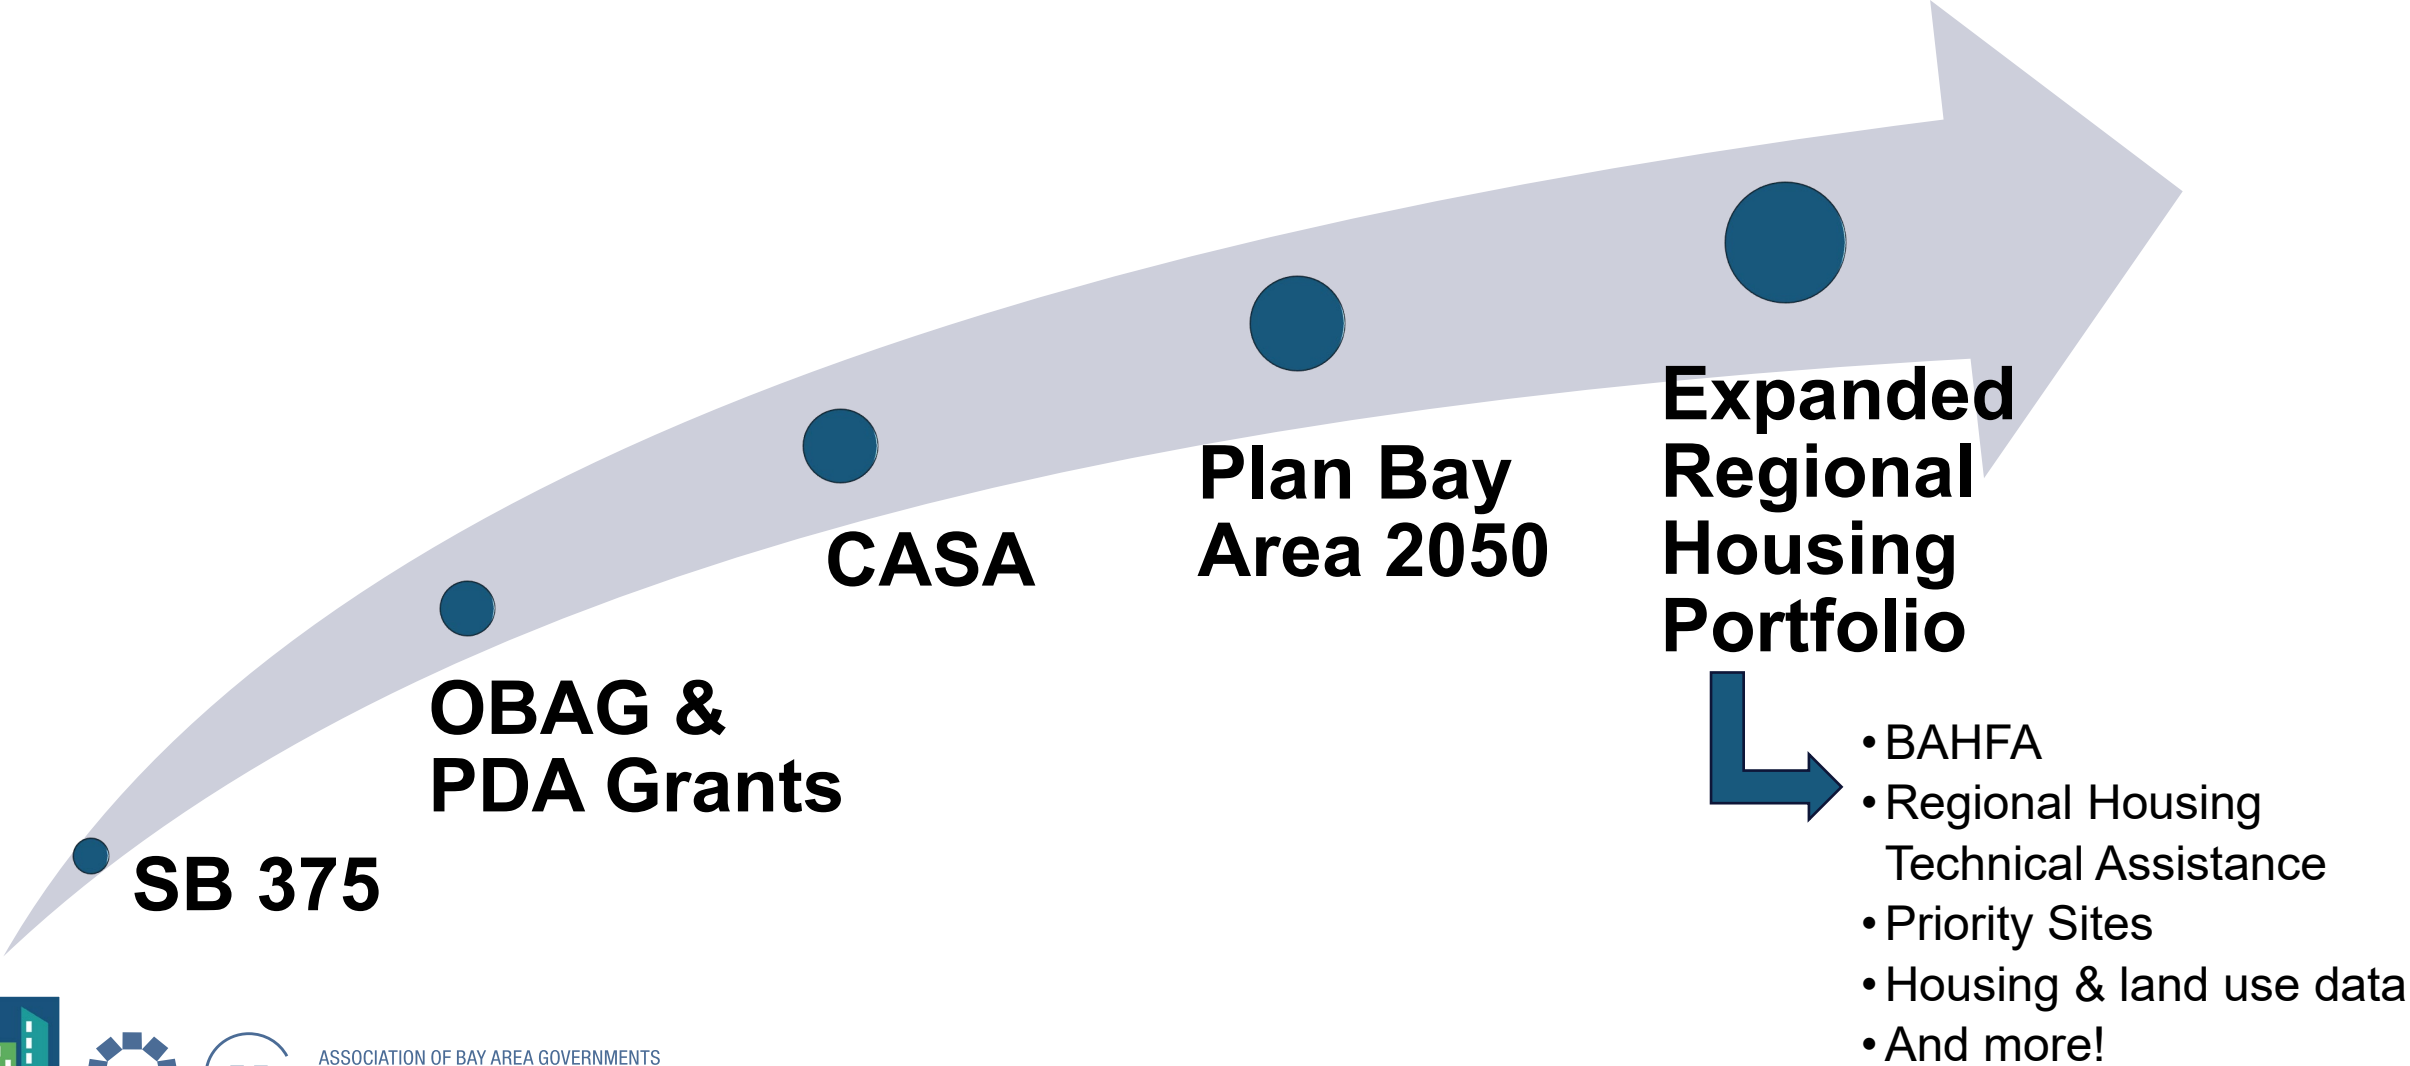 SB 375
OBAG &
PDA Grants
CASA
Plan Bay
Area 2050
Expanded
Regional
Housing
Portfolio
•BAHFA
•Regional Housing
Technical Assistance
•Priority Sites
•Housing & land use data
•And more!
ASSOCIATION OF BAY AREA GOVERNMENTS